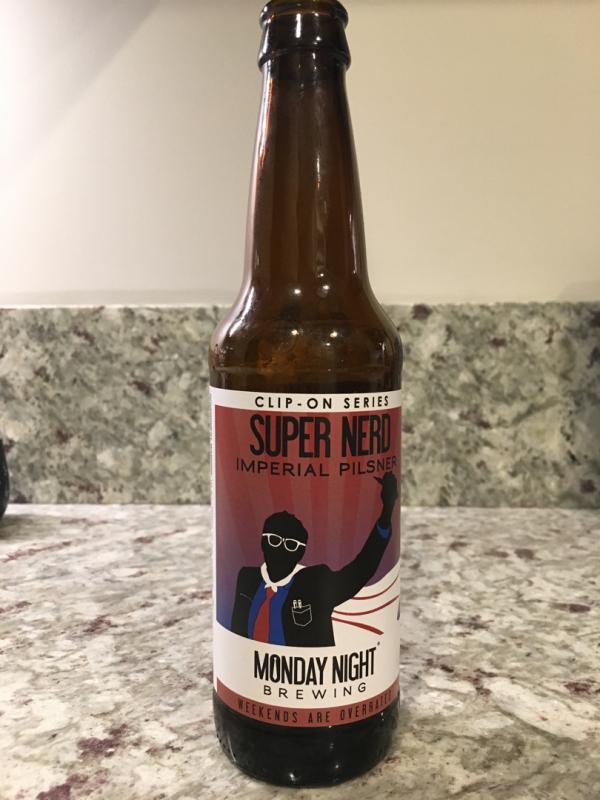 CLIP-ON SERIES
SUPER NERD
IMPERIAL PILSNER
MONDAY NIGHT®
BREWING
WEEKENDS ARE OVERRATED